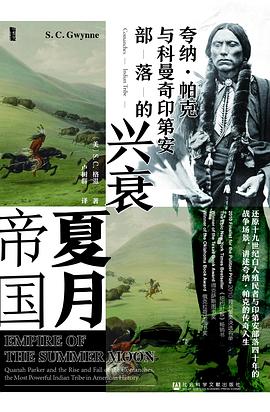 S. C. Gwynne
夸纳·帕克
与科曼奇印第安
部—落—的
Comanches — Indian Tribe —
兴衰
[美] S.C.格温 著
夏月
帝国
EMPIRE OF
THE SUMMER MOON
Quanah Parker and the Rise and Fall of the Comanches,
the Most Powerful Indian Tribe in American History
还原十九世纪白人殖民者与印第安部落四十年的
战争场景,讲述夸纳·帕克的传奇人生
社会科学文献出版社